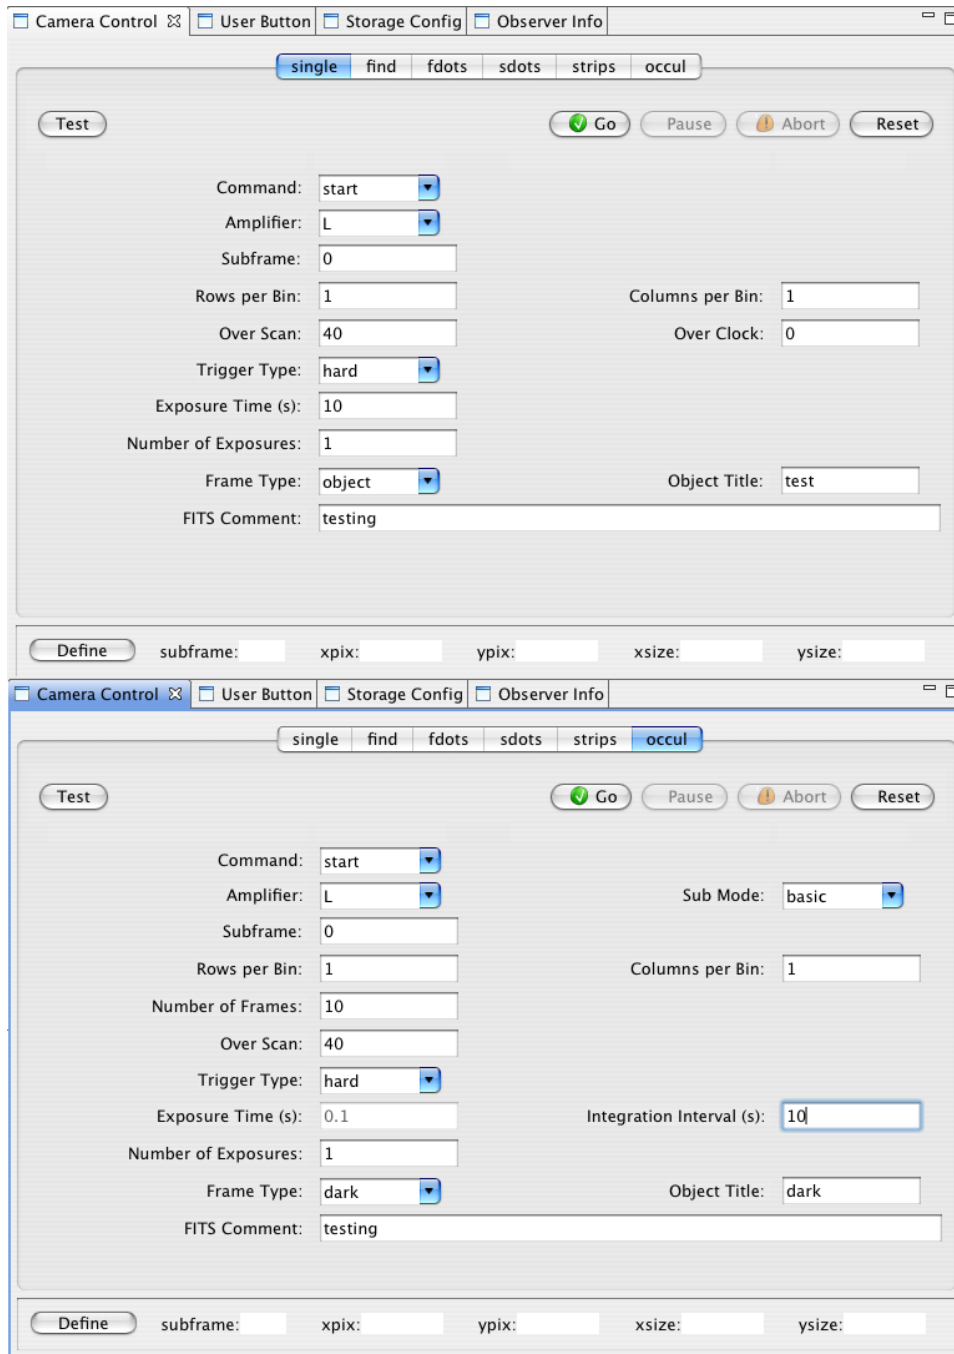 Camera Control User Button Storage Config Observer Info
single find fdots sdots strips occul
Test Go Pause Abort Reset
Command: start
Amplifier: L
Subframe: 0
Rows per Bin: 1 Columns per Bin: 1
Over Scan: 40 Over Clock: 0
Trigger Type: hard
Exposure Time (s): 10
Number of Exposures: 1
Frame Type: object Object Title: test
FITS Comment: testing
Define subframe: xpix: ypix: xsize: ysize:
Camera Control User Button Storage Config Observer Info
single find fdots sdots strips occul
Test Go Pause Abort Reset
Command: start
Amplifier: L Sub Mode: basic
Subframe: 0
Rows per Bin: 1 Columns per Bin: 1
Number of Frames: 10
Over Scan: 40
Trigger Type: hard
Exposure Time (s): 0.1 Integration Interval (s): 10
Number of Exposures: 1
Frame Type: dark Object Title: dark
FITS Comment: testing
Define subframe: xpix: ypix: xsize: ysize: